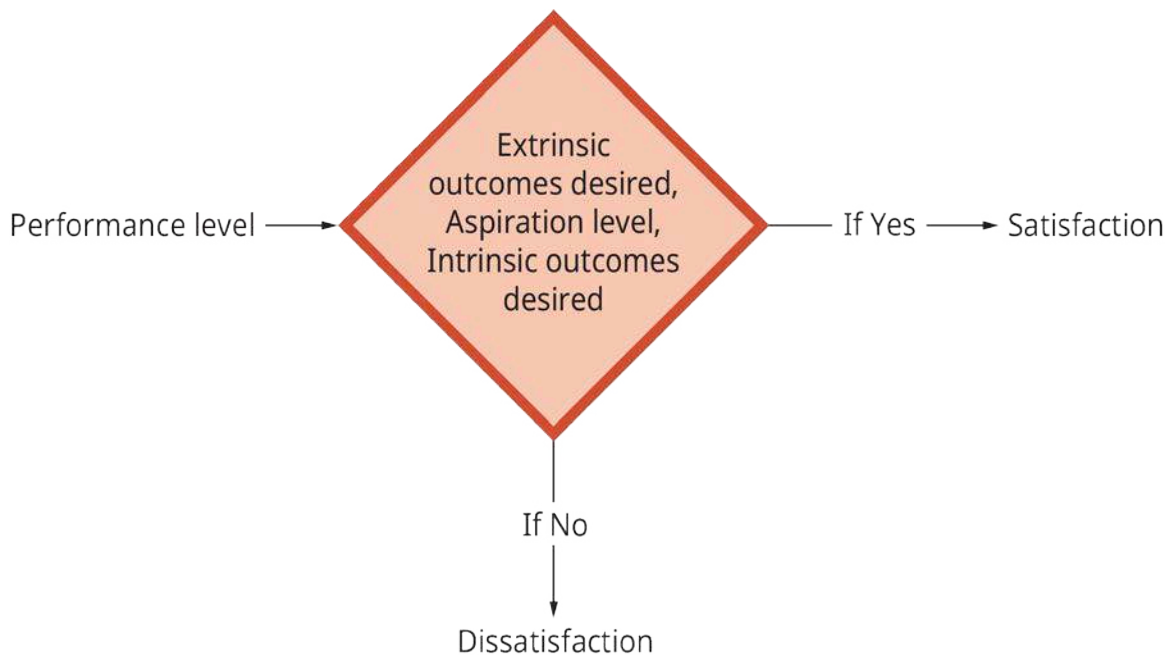 Extrinsic
outcomes desired,
Aspiration level,
Intrinsic outcomes
desired
Performance level
If Yes
Satisfaction
If No
Dissatisfaction